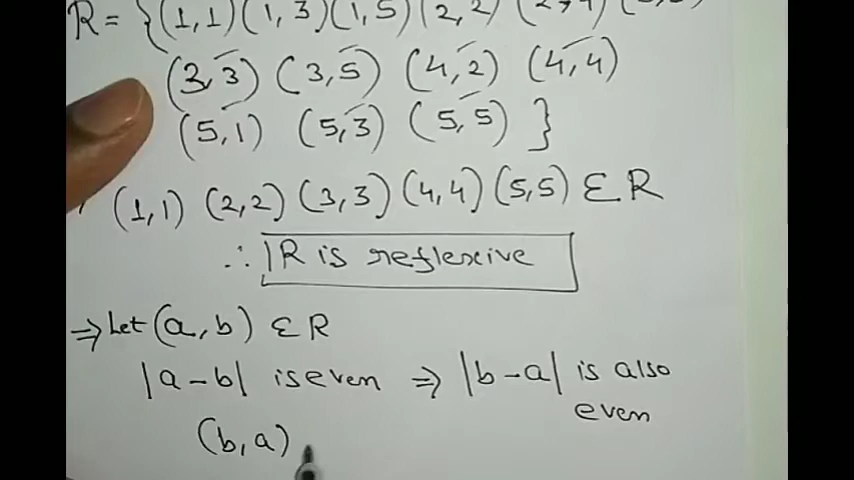 R = {(1,1) (1,3) (1,5) (2,2) (2,4)
(3,3) (3,5) (4,2) (4,4)
(5,1) (5,3) (5,5) }
(1,1) (2,2) (3,3) (4,4) (5,5) ∈ R
∴ R is reflexive
⇒ Let (a,b) ∈ R
|a-b| is even ⇒ |b-a| is also
even
(b,a)